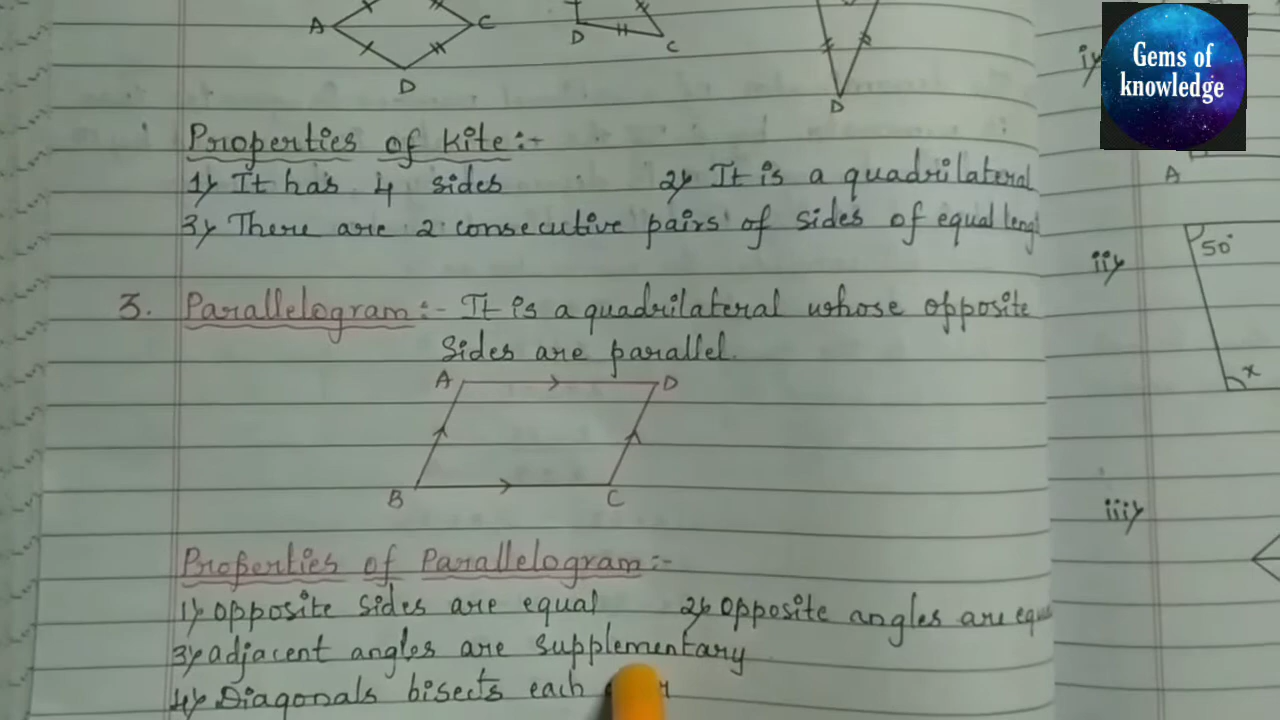 A
C
D
D
C
D
Gems of
knowledge
Properties of Kite:-
1) It has 4 sides 2) It is a quadrilateral
3) There are 2 consecutive pairs of sides of equal leng
3. Parallelogram:- It is a quadrilateral whose opposite
sides are parallel.
A D
B C
Properties of Parallelogram:-
1) opposite sides are equal 2) opposite angles are equ
3) adjacent angles are supplementary
4) Diagonals bisects each
i)
A
ii) 50°
x
iii)